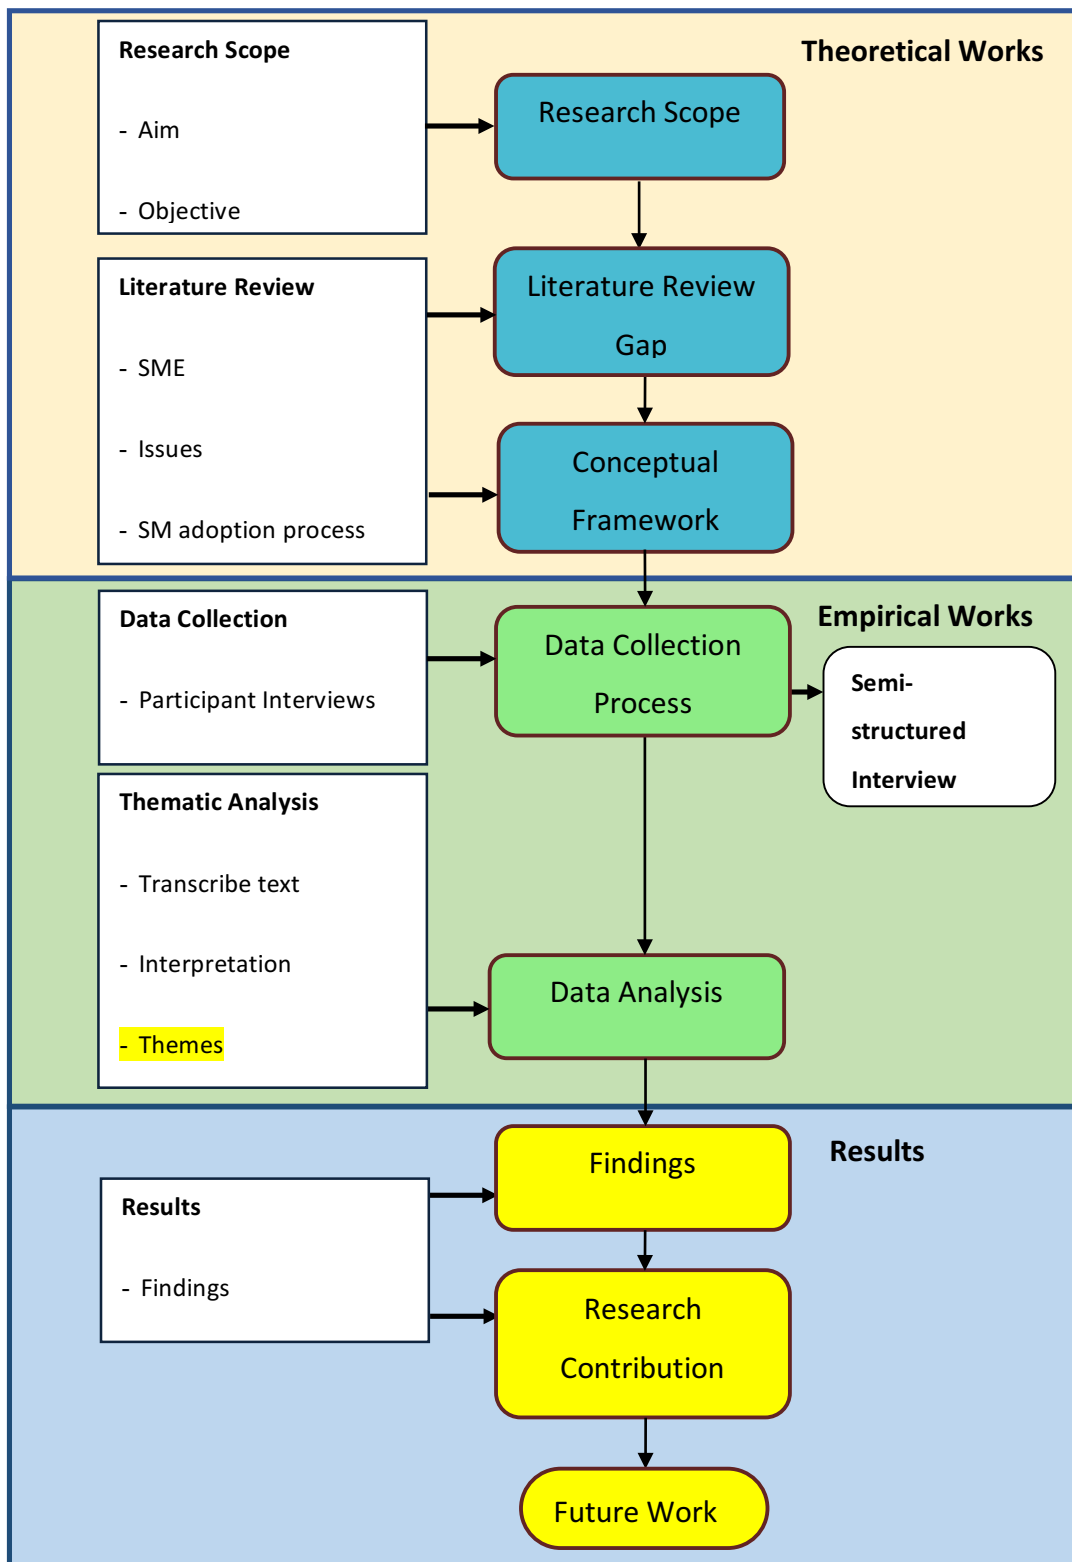 Theoretical Works
Research Scope
- Aim
- Objective
Research Scope
Literature Review
- SME
- Issues
- SM adoption process
Literature Review
Gap
Conceptual
Framework
Empirical Works
Data Collection
- Participant Interviews
Data Collection
Process
Semi-
structured
Interview
Thematic Analysis
- Transcribe text
- Interpretation
- Themes
Data Analysis
Results
Results
- Findings
Findings
Research
Contribution
Future Work